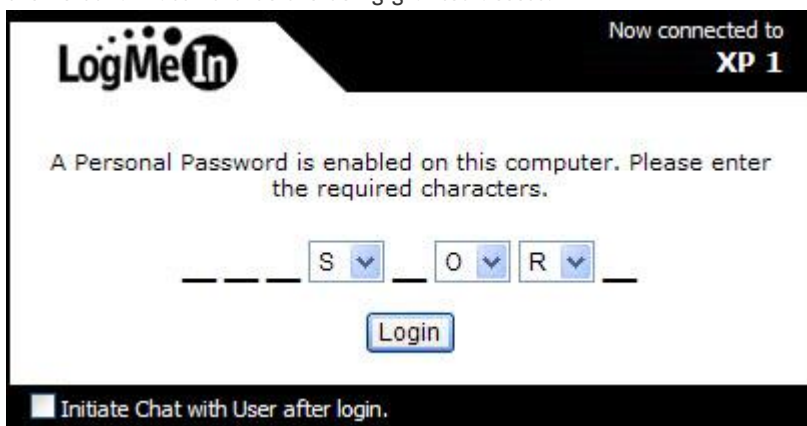 LogMeIn
Now connected to
XP 1
A Personal Password is enabled on this computer. Please enter
the required characters.
_ _ _ S _ O R _
Login
Initiate Chat with User after login.